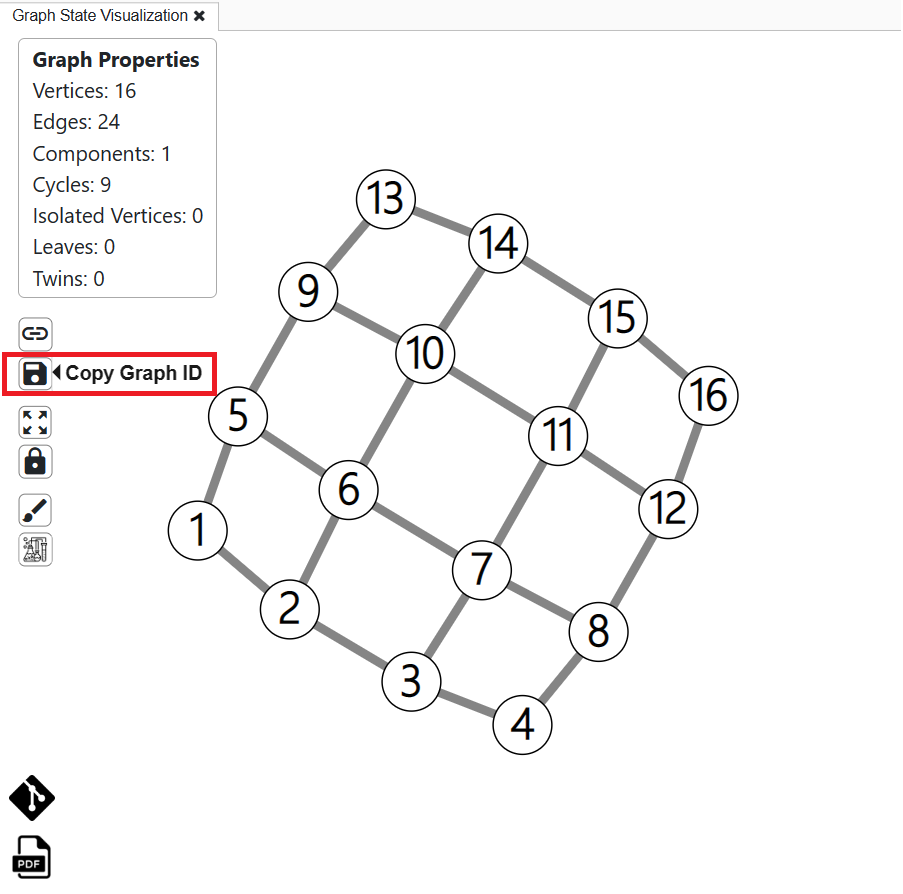 Graph State Visualization ✖
Graph Properties
Vertices: 16
Edges: 24
Components: 1
Cycles: 9
Isolated Vertices: 0
Leaves: 0
Twins: 0
Copy Graph ID
13
14
9
15
10
16
5
11
6
12
1
7
2
8
3
4
PDF